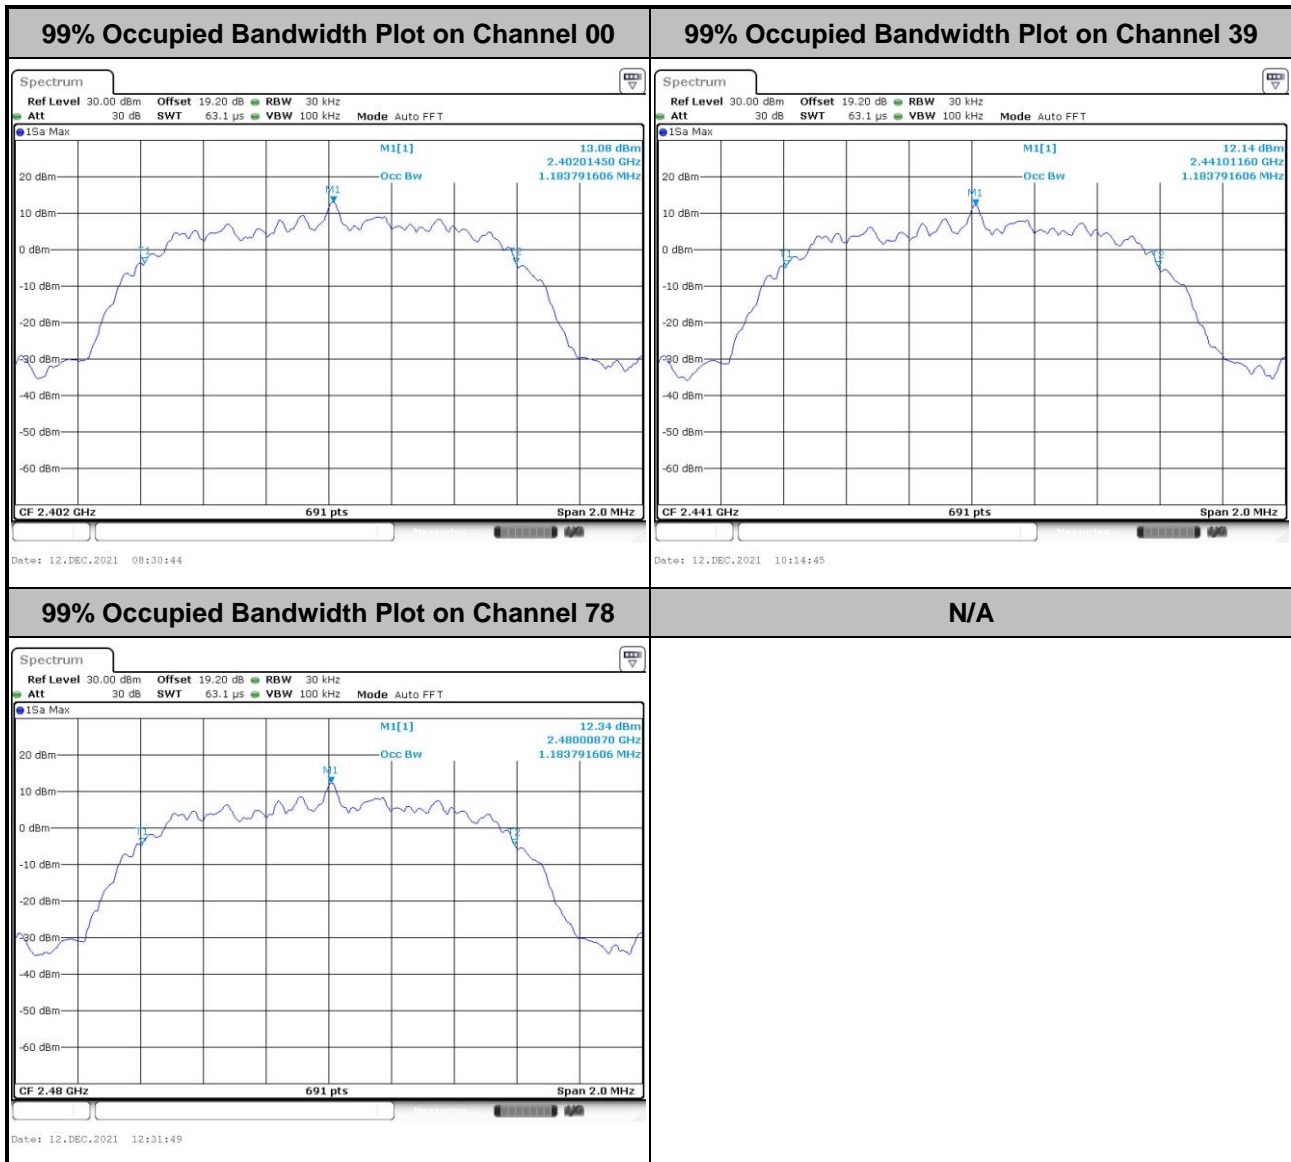 99% Occupied Bandwidth Plot on Channel 00
Spectrum
Ref Level 30.00 dBm Offset 19.20 dB RBW 30 kHz
Att 30 dB SWT 63.1 µs VBW 100 kHz Mode Auto FFT
1Sa Max
M1[1] 13.08 dBm
2.40201450 GHz
Occ Bw 1.183791606 MHz
20 dBm
M1
10 dBm
0 dBm
T1
T2
-10 dBm
-20 dBm
-30 dBm
-40 dBm
-50 dBm
-60 dBm
CF 2.402 GHz 691 pts Span 2.0 MHz
Date: 12.DEC.2021 08:30:44
99% Occupied Bandwidth Plot on Channel 39
Spectrum
Ref Level 30.00 dBm Offset 19.20 dB RBW 30 kHz
Att 30 dB SWT 63.1 µs VBW 100 kHz Mode Auto FFT
1Sa Max
M1[1] 12.14 dBm
2.44101160 GHz
Occ Bw 1.183791606 MHz
20 dBm
M1
10 dBm
0 dBm
T1
T2
-10 dBm
-20 dBm
-30 dBm
-40 dBm
-50 dBm
-60 dBm
CF 2.441 GHz 691 pts Span 2.0 MHz
Date: 12.DEC.2021 10:14:45
99% Occupied Bandwidth Plot on Channel 78
Spectrum
Ref Level 30.00 dBm Offset 19.20 dB RBW 30 kHz
Att 30 dB SWT 63.1 µs VBW 100 kHz Mode Auto FFT
1Sa Max
M1[1] 12.34 dBm
2.48000870 GHz
Occ Bw 1.183791606 MHz
20 dBm
M1
10 dBm
0 dBm
T1
T2
-10 dBm
-20 dBm
-30 dBm
-40 dBm
-50 dBm
-60 dBm
CF 2.48 GHz 691 pts Span 2.0 MHz
Date: 12.DEC.2021 12:31:49
N/A